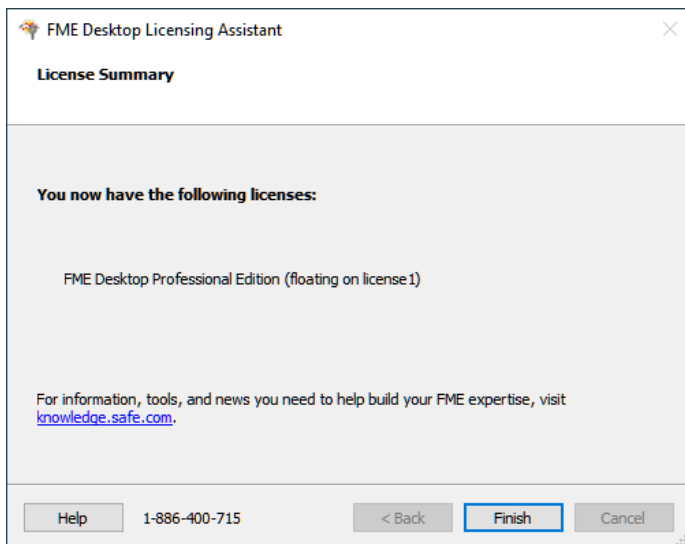 FME Desktop Licensing Assistant
License Summary
You now have the following licenses:
FME Desktop Professional Edition (floating on license1)
For information, tools, and news you need to help build your FME expertise, visit
knowledge.safe.com.
Help 1-886-400-715 < Back Finish Cancel